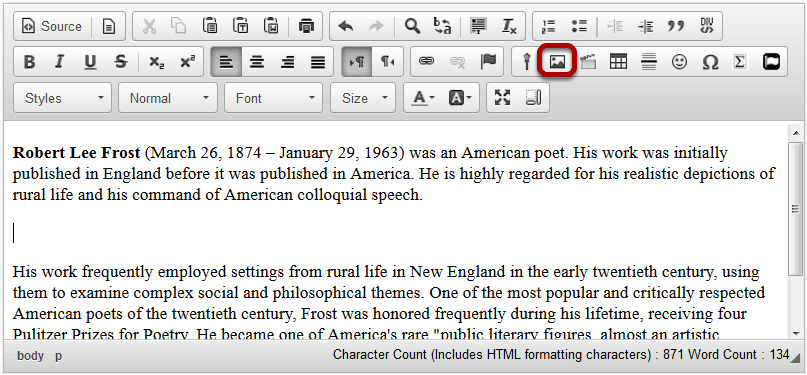 Source
B I U S x₂ x²
Styles Normal Font Size A A
Robert Lee Frost (March 26, 1874 – January 29, 1963) was an American poet. His work was initially
published in England before it was published in America. He is highly regarded for his realistic depictions of
rural life and his command of American colloquial speech.
His work frequently employed settings from rural life in New England in the early twentieth century, using
them to examine complex social and philosophical themes. One of the most popular and critically respected
American poets of the twentieth century, Frost was honored frequently during his lifetime, receiving four
Pulitzer Prizes for Poetry. He became one of America's rare "public literary figures, almost an artistic
body p Character Count (Includes HTML formatting characters) : 871 Word Count : 134